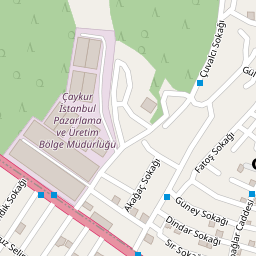 Çuvalcı Sokağı
Çaykur
İstanbul
Pazarlama
ve Üretim
Bölge Müdürlüğü
Fatoş Sokağı
Akağaç Sokağı
Güney Sokağı
Dindar Sokağı
Sır Sokağı
Caddesi